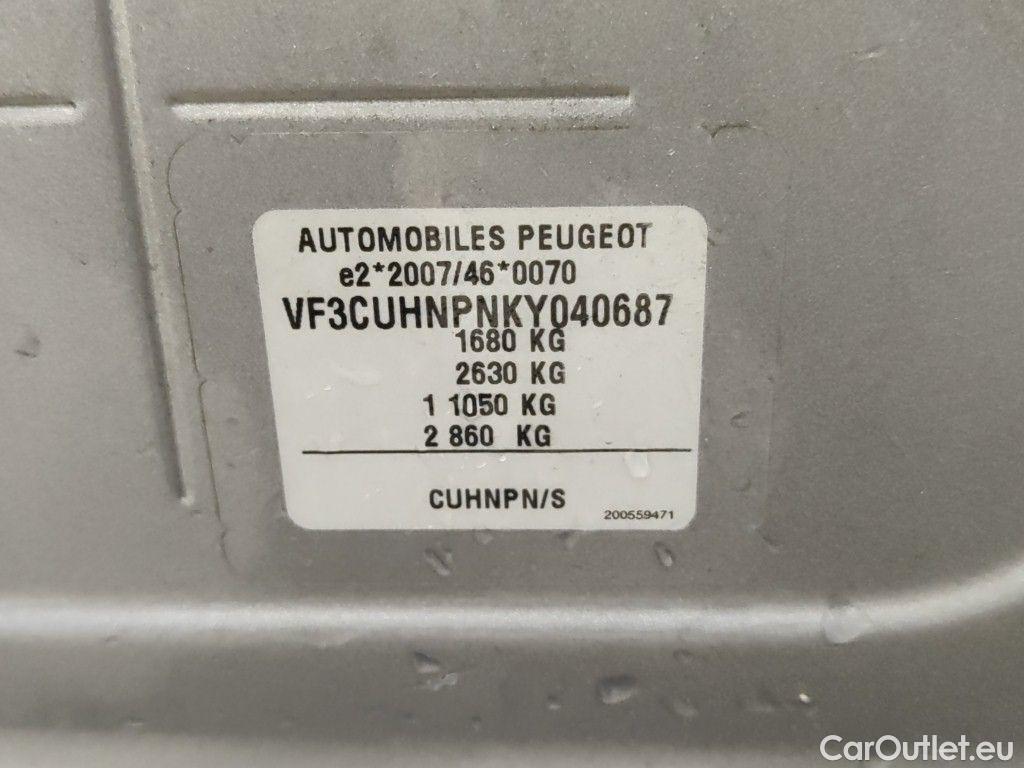 AUTOMOBILES PEUGEOT
e2*2007/46*0070
VF3CUHNPNKY040687
1680 KG
2630 KG
1 1050 KG
2 860 KG
CUHNPN/S
200559471
CarOutlet.eu